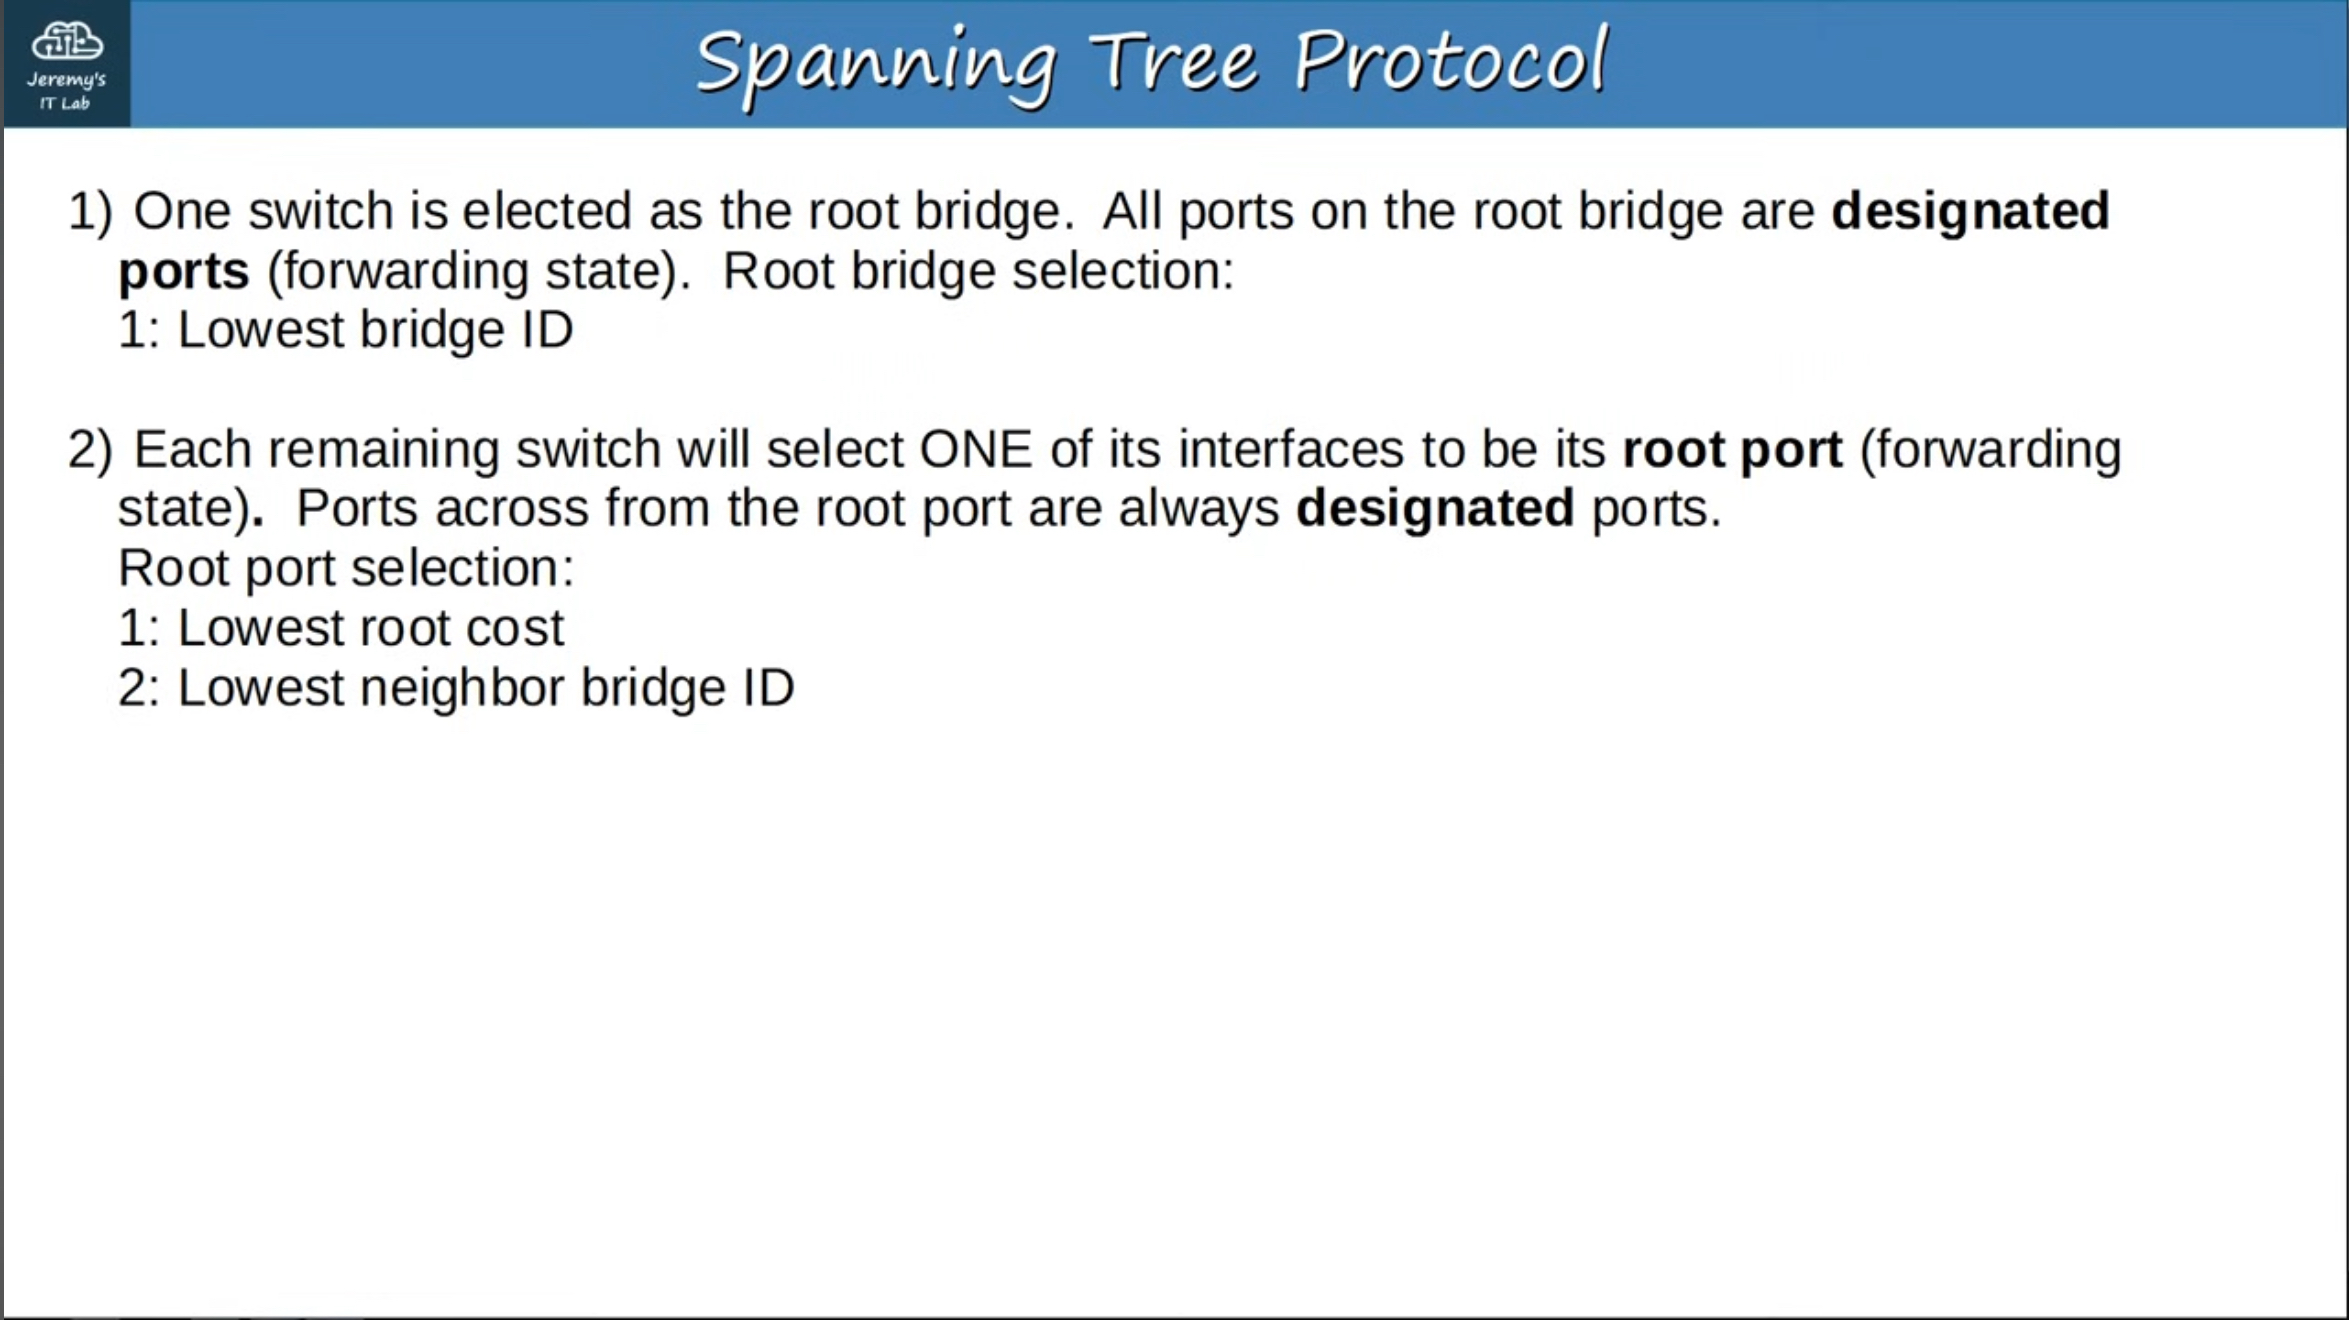 Jeremy's
IT Lab
Spanning Tree Protocol
1) One switch is elected as the root bridge.  All ports on the root bridge are designated
ports (forwarding state).  Root bridge selection:
1: Lowest bridge ID
2) Each remaining switch will select ONE of its interfaces to be its root port (forwarding
state).  Ports across from the root port are always designated ports.
Root port selection:
1: Lowest root cost
2: Lowest neighbor bridge ID